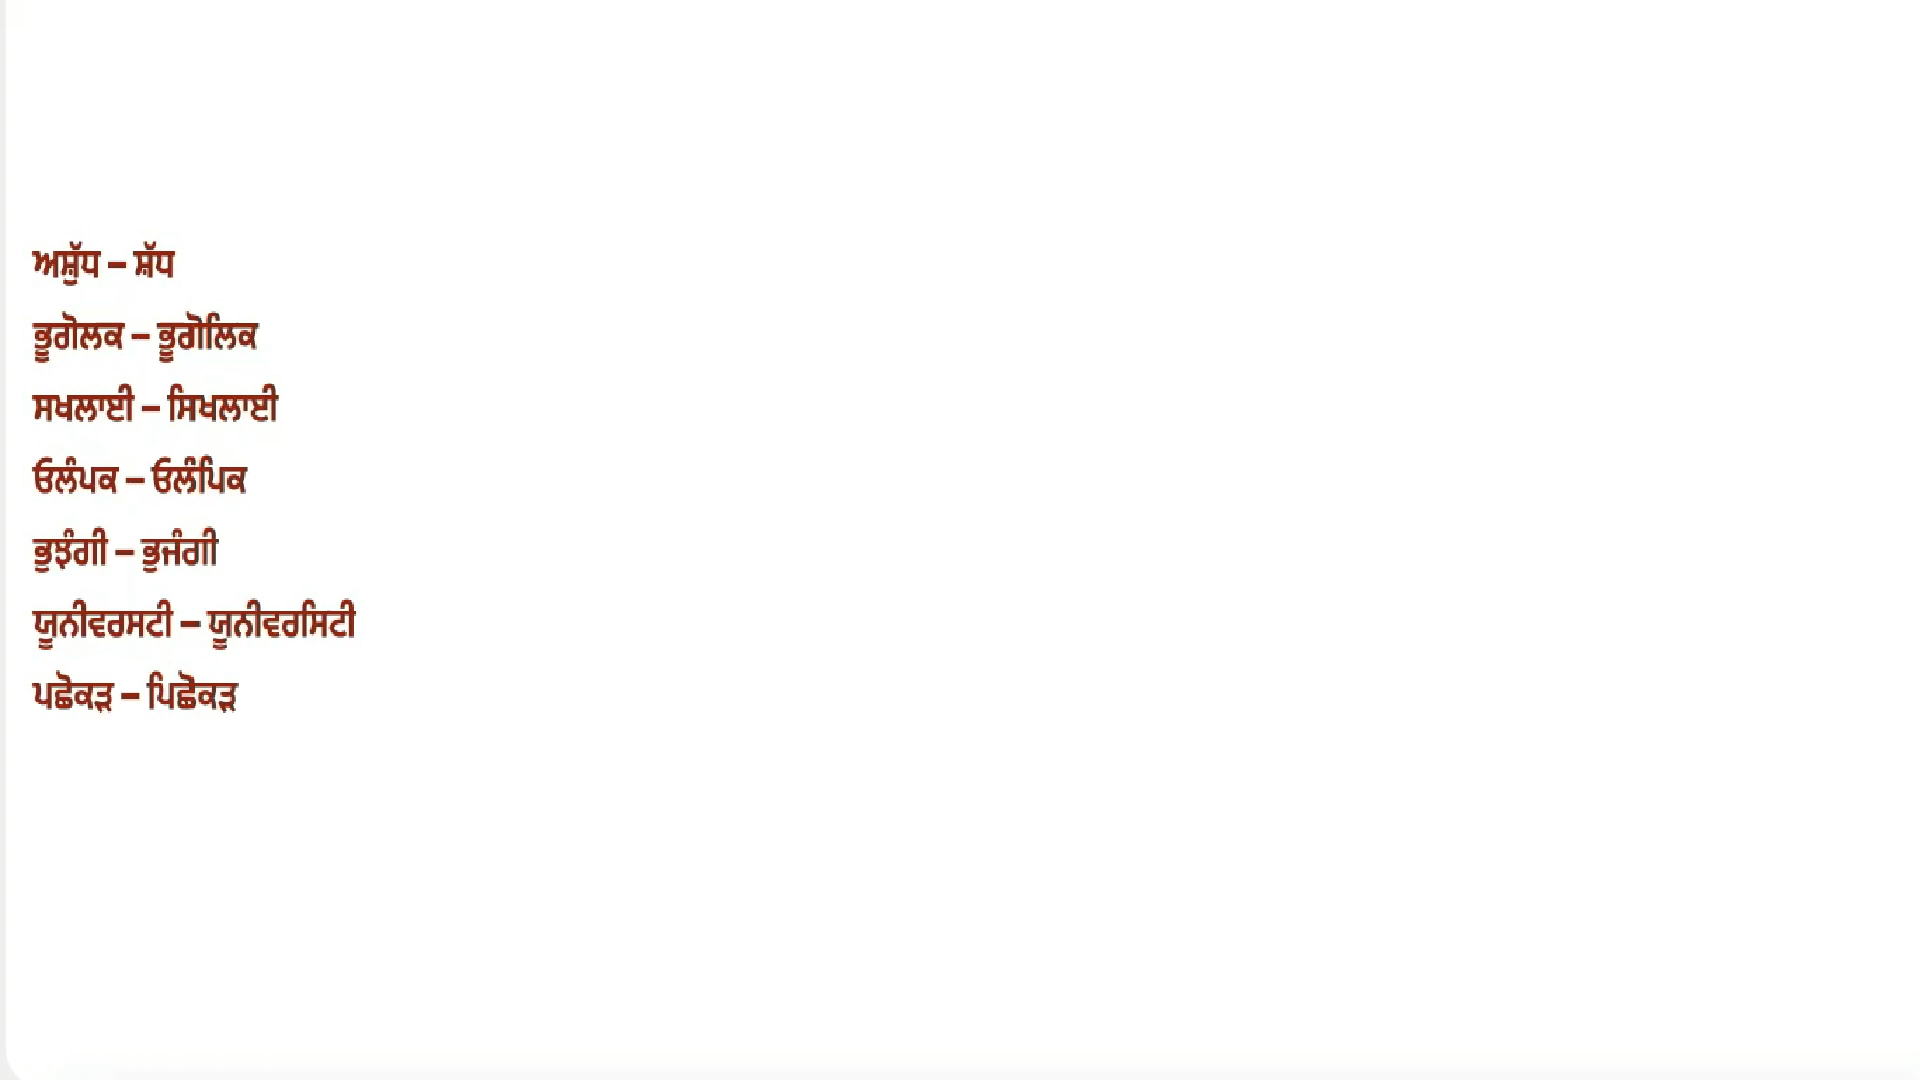 ਅਸ਼ੁੱਧ – ਸ਼ੱਧ
ਭੂਗੋਲਕ – ਭੂਗੋਲਿਕ
ਸਖਲਾਈ – ਸਿਖਲਾਈ
ਓਲੰਪਕ – ਓਲੰਪਿਕ
ਭੁਝੰਗੀ – ਭੁਜੰਗੀ
ਯੂਨੀਵਰਸਟੀ – ਯੂਨੀਵਰਸਿਟੀ
ਪਛੋਕੜ – ਪਿਛੋਕੜ